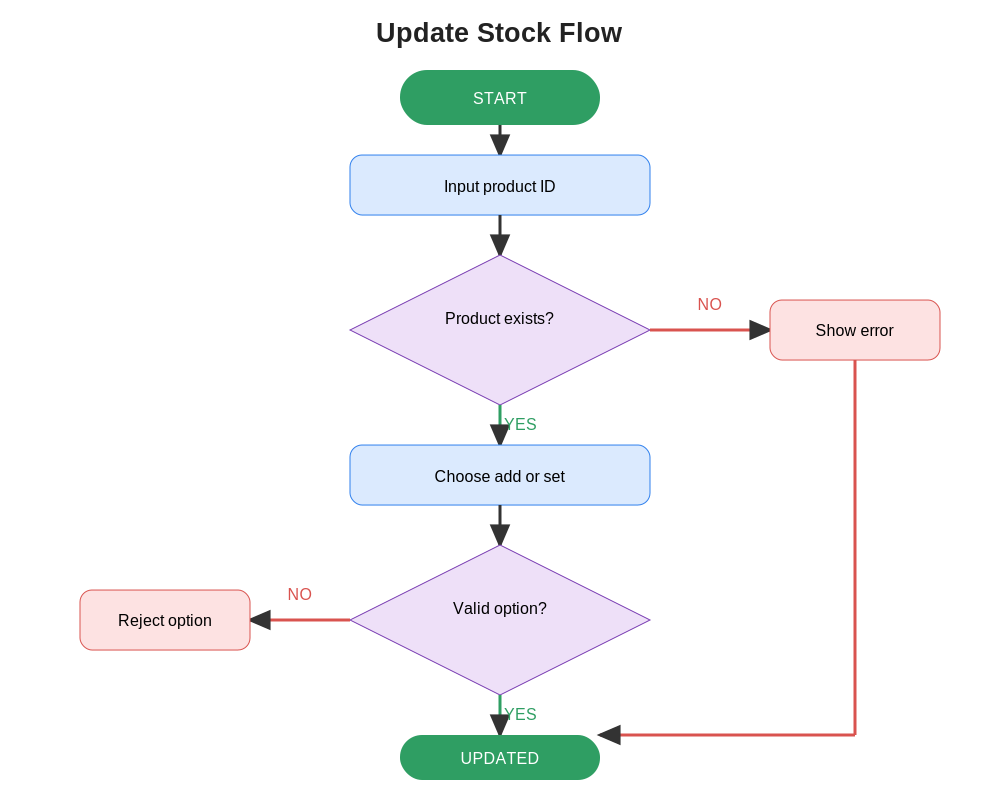 Update Stock Flow
START
Input product ID
Product exists?
NO
Show error
YES
Choose add or set
Valid option?
NO
Reject option
YES
UPDATED